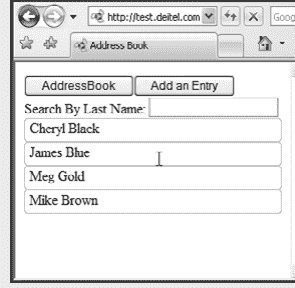 http://test.deitel.com
Goog
Address Book
AddressBook
Add an Entry
Search By Last Name:
Cheryl Black
James Blue
Meg Gold
Mike Brown